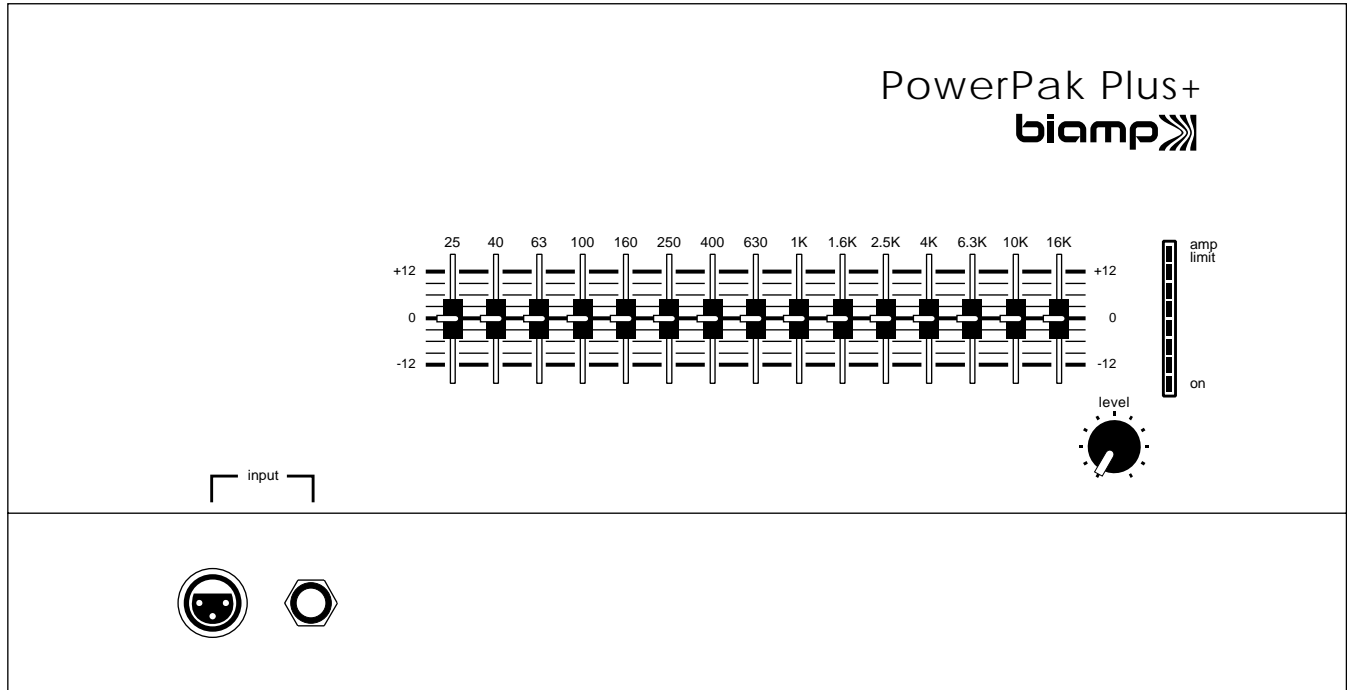 PowerPak Plus+
biamp
25 40 63 100 160 250 400 630 1K 1.6K 2.5K 4K 6.3K 10K 16K
amp
limit
+12 +12
0 0
-12 -12
on
level
input